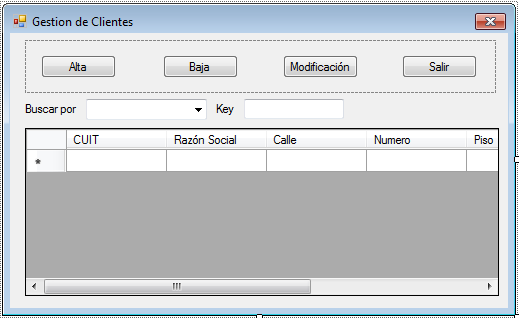 Gestion de Clientes
Alta Baja Modificación Salir
Buscar por Key
CUIT Razón Social Calle Numero Piso
*